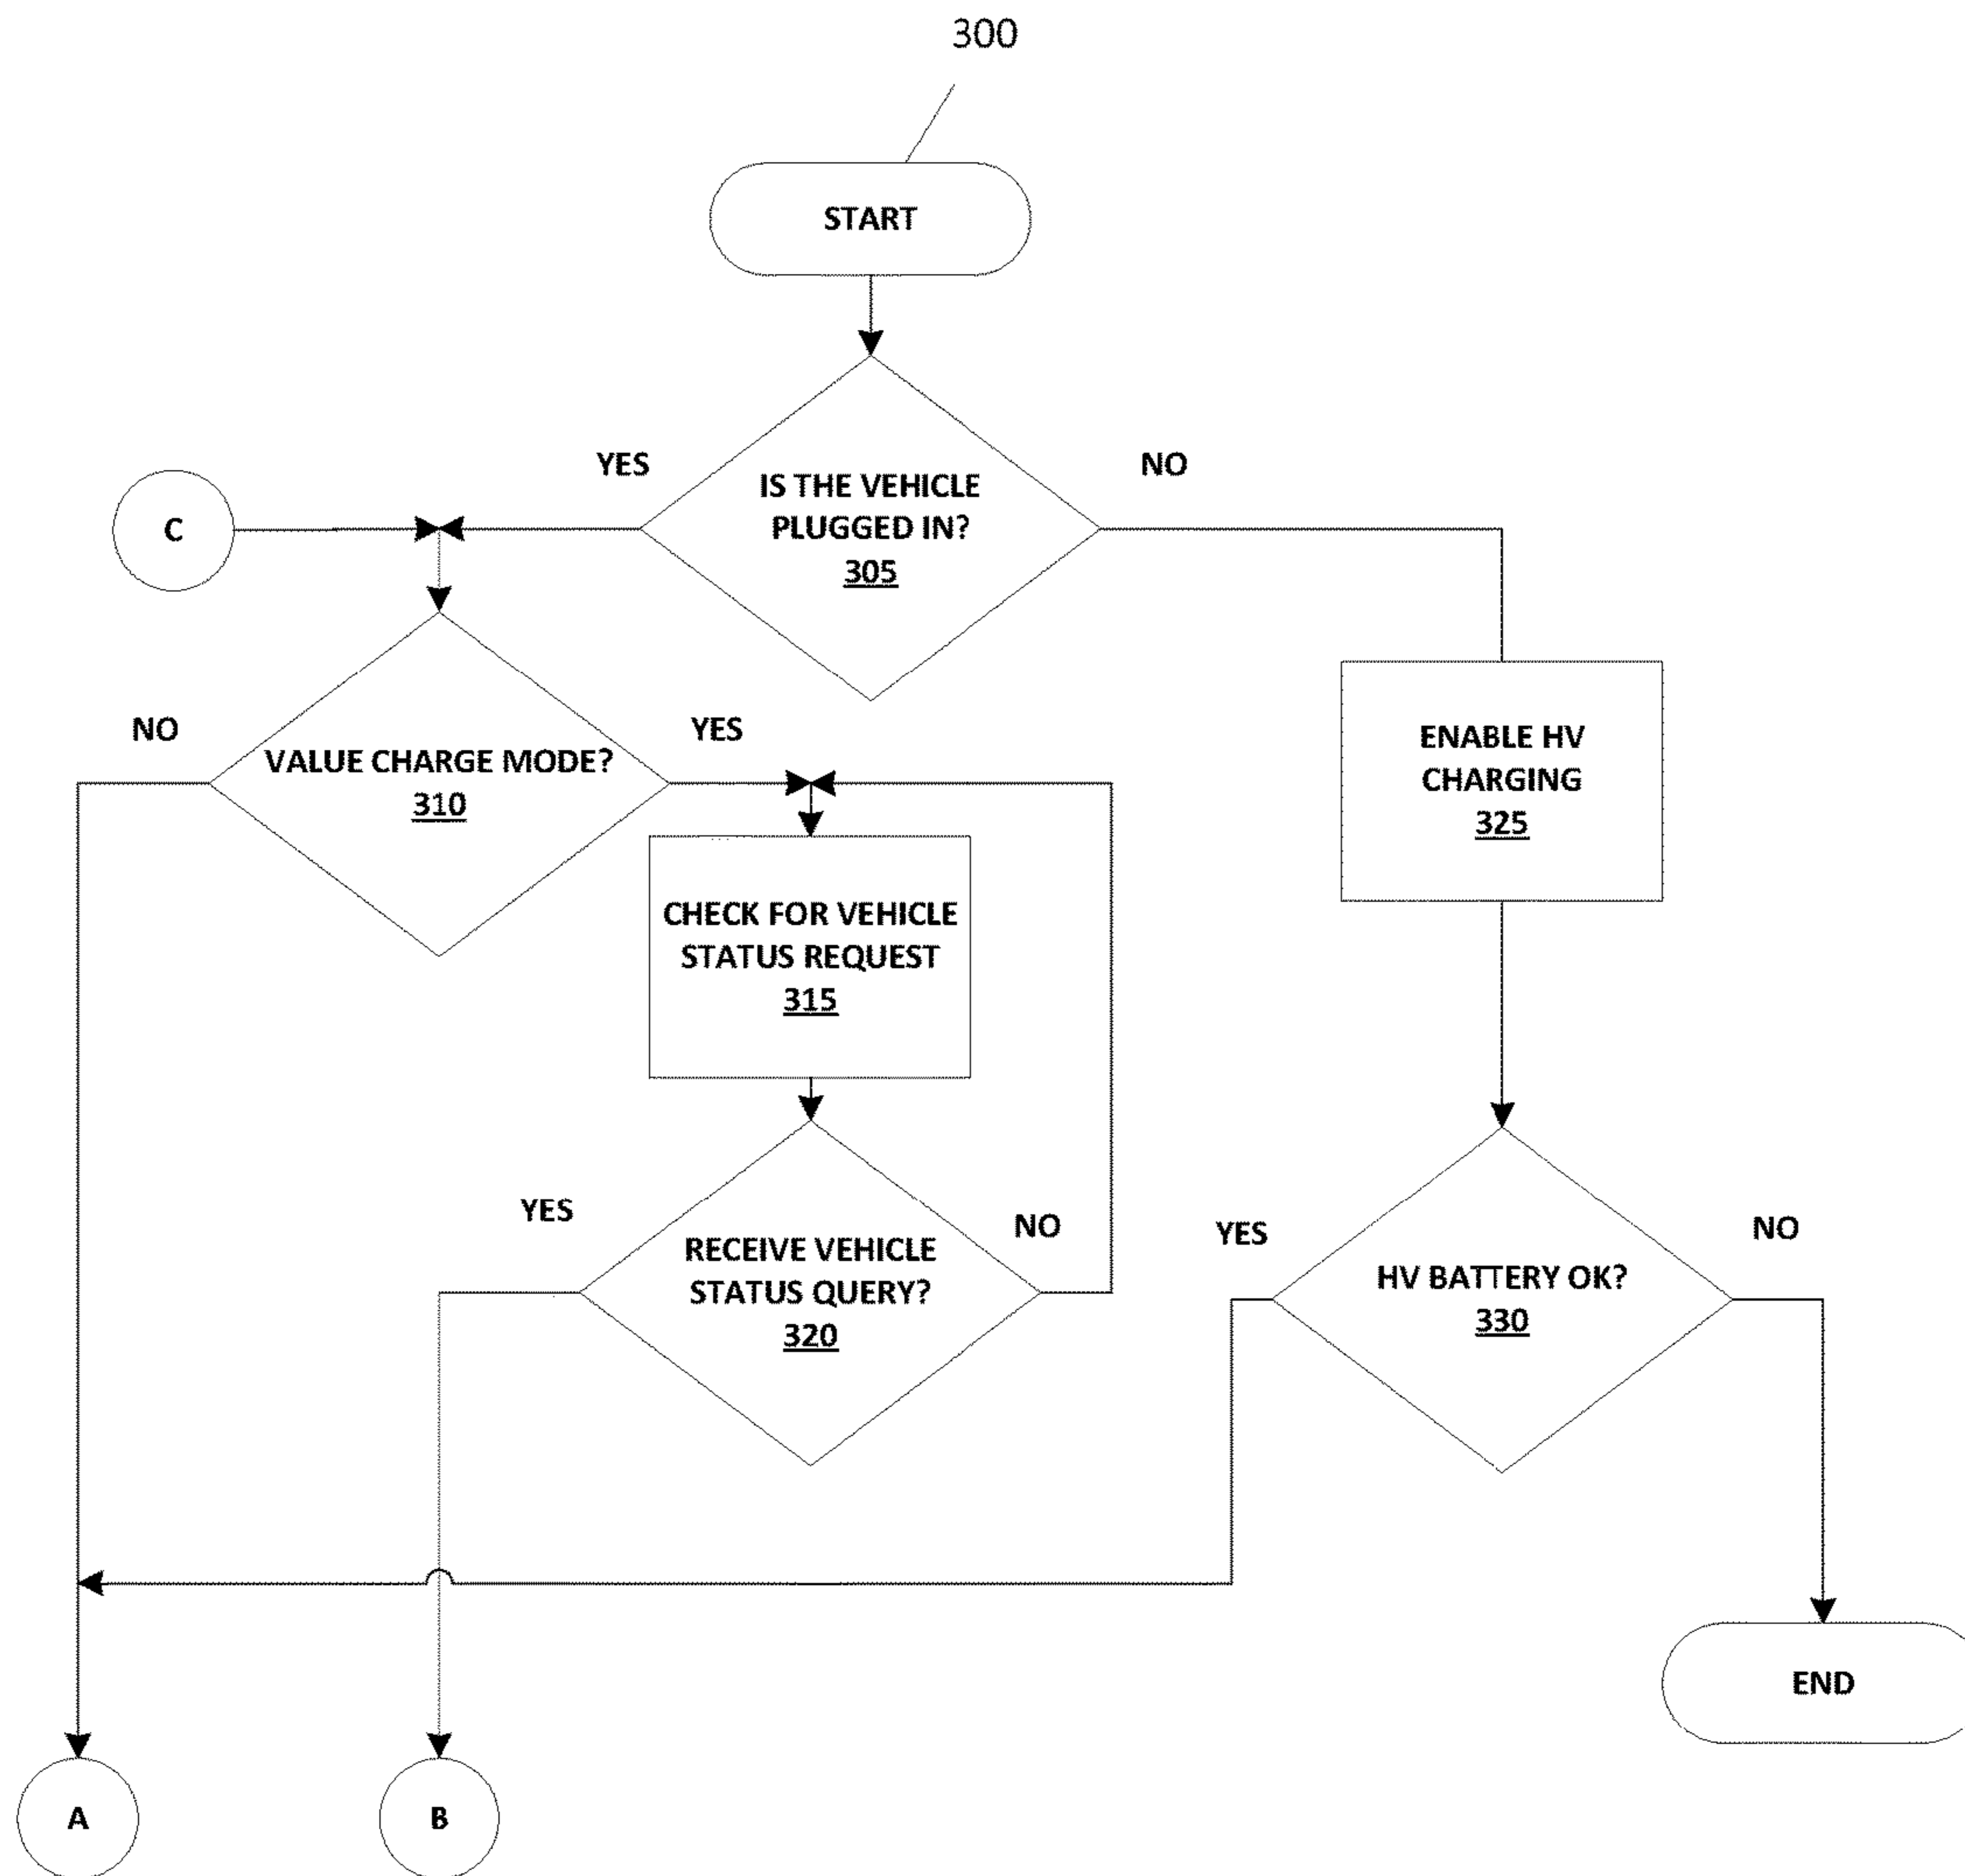 300
START
YES
NO
IS THE VEHICLE
PLUGGED IN?
305
C
NO
YES
VALUE CHARGE MODE?
310
ENABLE HV
CHARGING
325
CHECK FOR VEHICLE
STATUS REQUEST
315
YES
NO
RECEIVE VEHICLE
STATUS QUERY?
320
YES
NO
HV BATTERY OK?
330
END
A
B